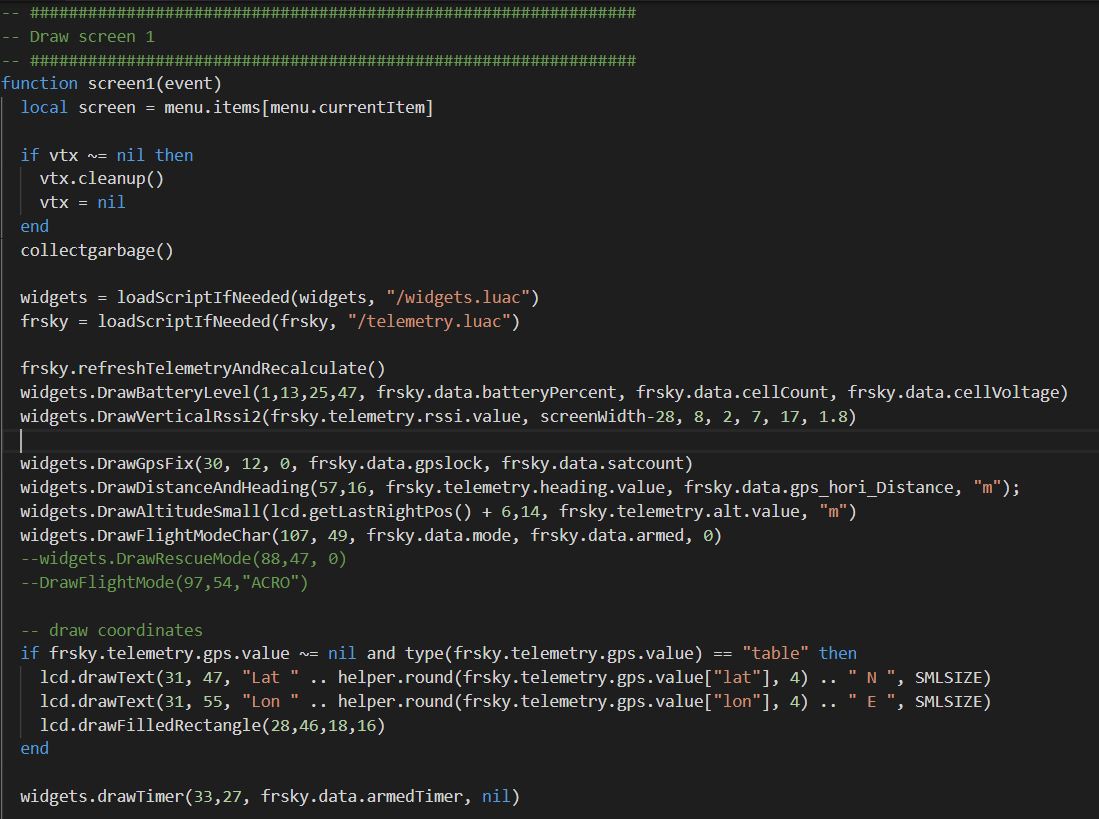 -- ###############################################################
-- Draw screen 1
-- ###############################################################
function screen1(event)
  local screen = menu.items[menu.currentItem]

  if vtx ~= nil then
    vtx.cleanup()
    vtx = nil
  end
  collectgarbage()

  widgets = loadScriptIfNeeded(widgets, "/widgets.luac")
  frsky = loadScriptIfNeeded(frsky, "/telemetry.luac")

  frsky.refreshTelemetryAndRecalculate()
  widgets.DrawBatteryLevel(1,13,25,47, frsky.data.batteryPercent, frsky.data.cellCount, frsky.data.cellVoltage)
  widgets.DrawVerticalRssi2(frsky.telemetry.rssi.value, screenWidth-28, 8, 2, 7, 17, 1.8)

  widgets.DrawGpsFix(30, 12, 0, frsky.data.gpslock, frsky.data.satcount)
  widgets.DrawDistanceAndHeading(57,16, frsky.telemetry.heading.value, frsky.data.gps_hori_Distance, "m");
  widgets.DrawAltitudeSmall(lcd.getLastRightPos() + 6,14, frsky.telemetry.alt.value, "m")
  widgets.DrawFlightModeChar(107, 49, frsky.data.mode, frsky.data.armed, 0)
  --widgets.DrawRescueMode(88,47, 0)
  --DrawFlightMode(97,54,"ACRO")

  -- draw coordinates
  if frsky.telemetry.gps.value ~= nil and type(frsky.telemetry.gps.value) == "table" then
    lcd.drawText(31, 47, "Lat " .. helper.round(frsky.telemetry.gps.value["lat"], 4) .. " N ", SMLSIZE)
    lcd.drawText(31, 55, "Lon " .. helper.round(frsky.telemetry.gps.value["lon"], 4) .. " E ", SMLSIZE)
    lcd.drawFilledRectangle(28,46,18,16)
  end

  widgets.drawTimer(33,27, frsky.data.armedTimer, nil)